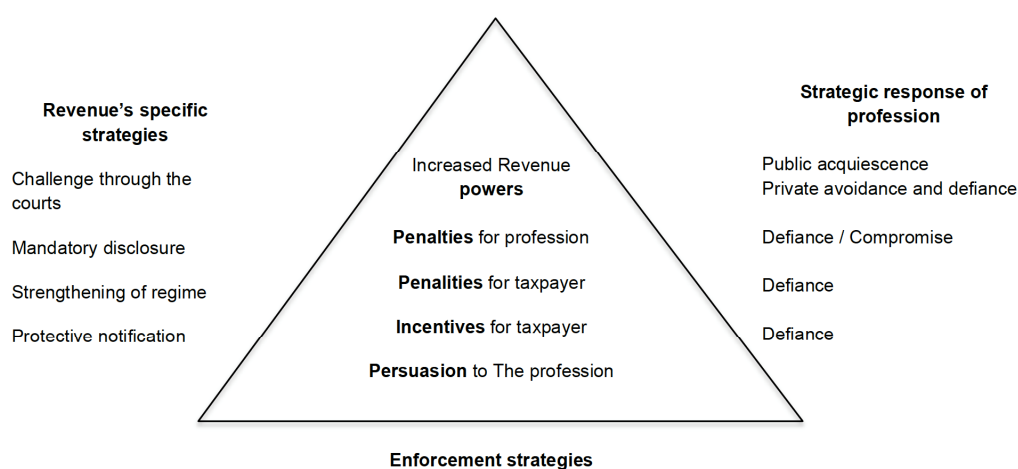 Revenue's specific
strategies
Challenge through the
courts
Mandatory disclosure
Strengthening of regime
Protective notification
Increased Revenue
powers
Penalties for profession
Penalities for taxpayer
Incentives for taxpayer
Persuasion to The profession
Strategic response of
profession
Public acquiescence
Private avoidance and defiance
Defiance / Compromise
Defiance
Defiance
Enforcement strategies